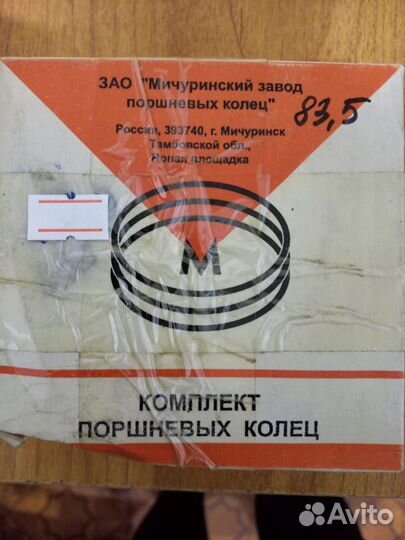 ЗАО "Мичуринский завод
поршневых колец"
83,5
Россия, 393740, г. Мичуринск
Тамбовской обл.,
Новая площадка
М
КОМПЛЕКТ
ПОРШНЕВЫХ КОЛЕЦ
Avito